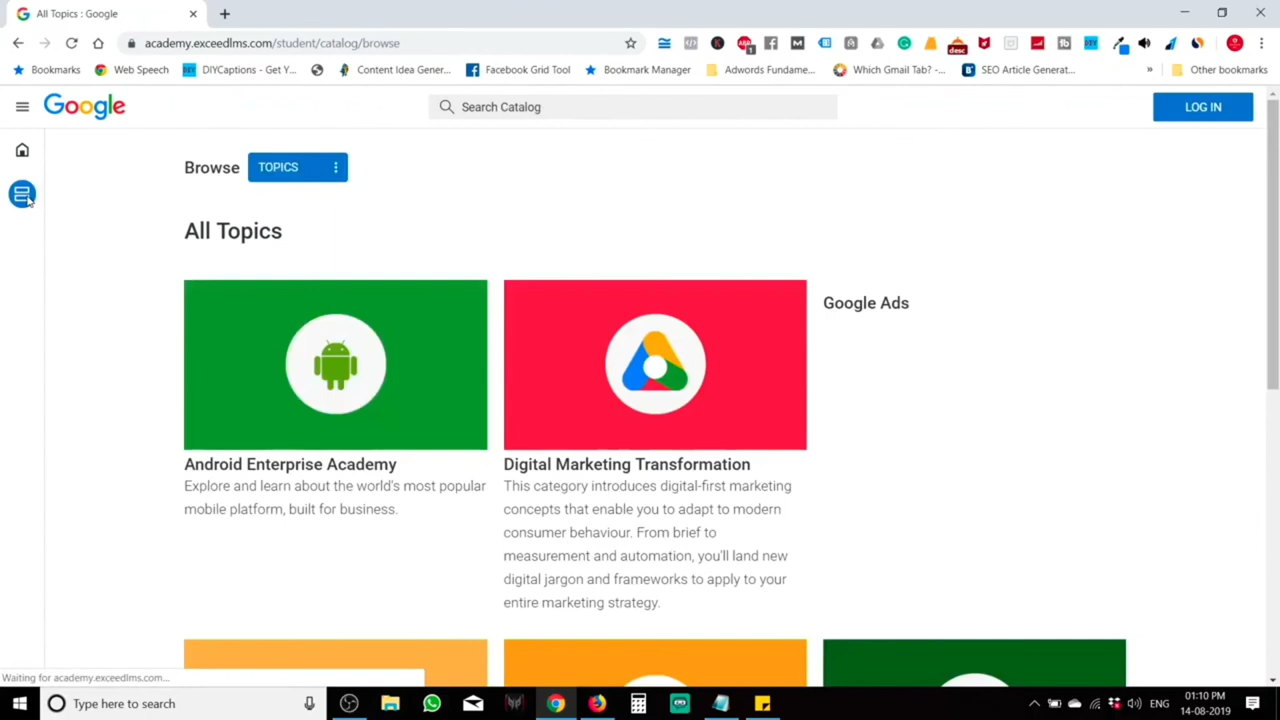 All Topics : Google
academy.exceedlms.com/student/catalog/browse
Bookmarks
Web Speech
DIYCaptions - Get Y...
Content Idea Gener...
Facebook Grid Tool
Bookmark Manager
Adwords Fundame...
Which Gmail Tab? -...
SEO Article Generat...
»
Other bookmarks
Google
Search Catalog
LOG IN
Browse
TOPICS
All Topics
Google Ads
Android Enterprise Academy
Explore and learn about the world's most popular
mobile platform, built for business.
Digital Marketing Transformation
This category introduces digital-first marketing
concepts that enable you to adapt to modern
consumer behaviour. From brief to
measurement and automation, you'll land new
digital jargon and frameworks to apply to your
entire marketing strategy.
Waiting for academy.exceedlms.com...
Type here to search
ENG
01:10 PM
14-08-2019